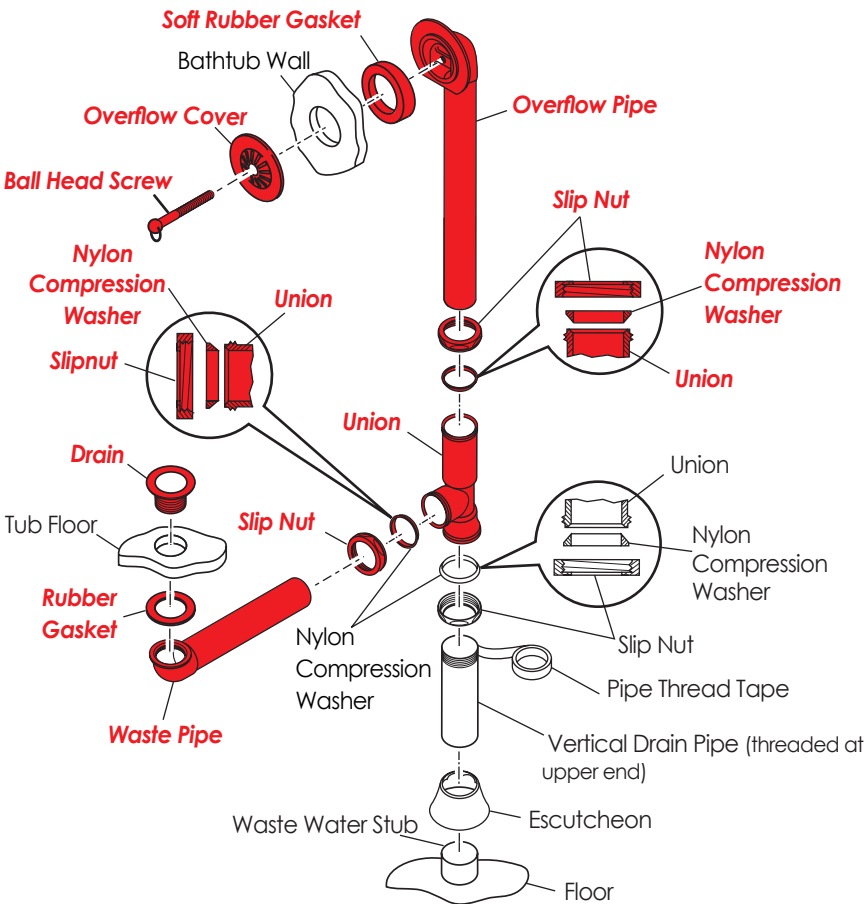 Soft Rubber Gasket
Bathtub Wall
Overflow Cover
Overflow Pipe
Ball Head Screw
Slip Nut
Nylon
Compression
Washer
Union
Slipnut
Nylon
Compression
Washer
Union
Union
Drain
Tub Floor
Slip Nut
Union
Nylon
Compression
Washer
Rubber
Gasket
Nylon
Compression
Washer
Slip Nut
Pipe Thread Tape
Waste Pipe
Vertical Drain Pipe (threaded at
upper end)
Waste Water Stub
Escutcheon
Floor